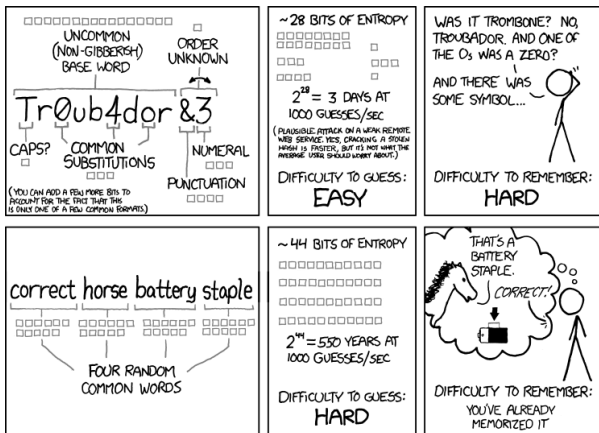 UNCOMMON
(NON-GIBBERISH)
BASE WORD
ORDER
UNKNOWN
Tr0ub4dor &3
CAPS?
COMMON
SUBSTITUTIONS
NUMERAL
PUNCTUATION
(YOU CAN ADD A FEW MORE BITS TO
ACCOUNT FOR THE FACT THAT THIS
IS ONLY ONE OF A FEW COMMON FORMATS.)
~28 BITS OF ENTROPY
2^28 = 3 DAYS AT
1000 GUESSES/SEC
(PLAUSIBLE ATTACK ON A WEAK REMOTE
WEB SERVICE. YES, CRACKING A STOLEN
HASH IS FASTER, BUT IT'S NOT WHAT THE
AVERAGE USER SHOULD WORRY ABOUT.)
DIFFICULTY TO GUESS:
EASY
WAS IT TROMBONE? NO,
TROUBADOR. AND ONE OF
THE Os WAS A ZERO?
AND THERE WAS
SOME SYMBOL...
DIFFICULTY TO REMEMBER:
HARD
correct horse battery staple
FOUR RANDOM
COMMON WORDS
~44 BITS OF ENTROPY
2^44 = 550 YEARS AT
1000 GUESSES/SEC
DIFFICULTY TO GUESS:
HARD
THAT'S A
BATTERY
STAPLE.
CORRECT!
DIFFICULTY TO REMEMBER:
YOU'VE ALREADY
MEMORIZED IT